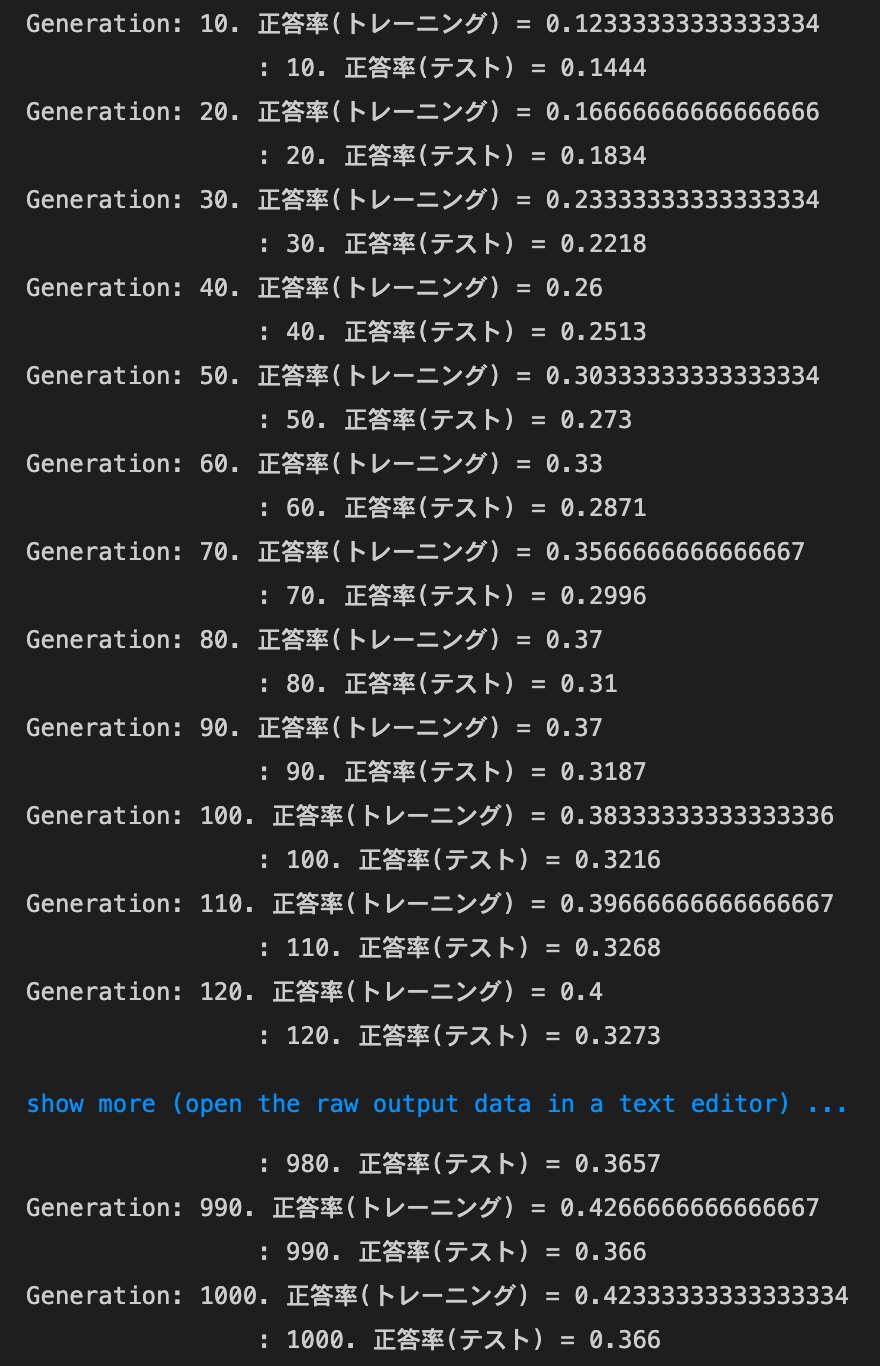 Generation: 10. 正答率(トレーニング) = 0.12333333333333334
: 10. 正答率(テスト) = 0.1444
Generation: 20. 正答率(トレーニング) = 0.16666666666666666
: 20. 正答率(テスト) = 0.1834
Generation: 30. 正答率(トレーニング) = 0.23333333333333334
: 30. 正答率(テスト) = 0.2218
Generation: 40. 正答率(トレーニング) = 0.26
: 40. 正答率(テスト) = 0.2513
Generation: 50. 正答率(トレーニング) = 0.30333333333333334
: 50. 正答率(テスト) = 0.273
Generation: 60. 正答率(トレーニング) = 0.33
: 60. 正答率(テスト) = 0.2871
Generation: 70. 正答率(トレーニング) = 0.3566666666666667
: 70. 正答率(テスト) = 0.2996
Generation: 80. 正答率(トレーニング) = 0.37
: 80. 正答率(テスト) = 0.31
Generation: 90. 正答率(トレーニング) = 0.37
: 90. 正答率(テスト) = 0.3187
Generation: 100. 正答率(トレーニング) = 0.38333333333333336
: 100. 正答率(テスト) = 0.3216
Generation: 110. 正答率(トレーニング) = 0.39666666666666667
: 110. 正答率(テスト) = 0.3268
Generation: 120. 正答率(トレーニング) = 0.4
: 120. 正答率(テスト) = 0.3273
show more (open the raw output data in a text editor) ...
: 980. 正答率(テスト) = 0.3657
Generation: 990. 正答率(トレーニング) = 0.4266666666666667
: 990. 正答率(テスト) = 0.366
Generation: 1000. 正答率(トレーニング) = 0.42333333333333334
: 1000. 正答率(テスト) = 0.366